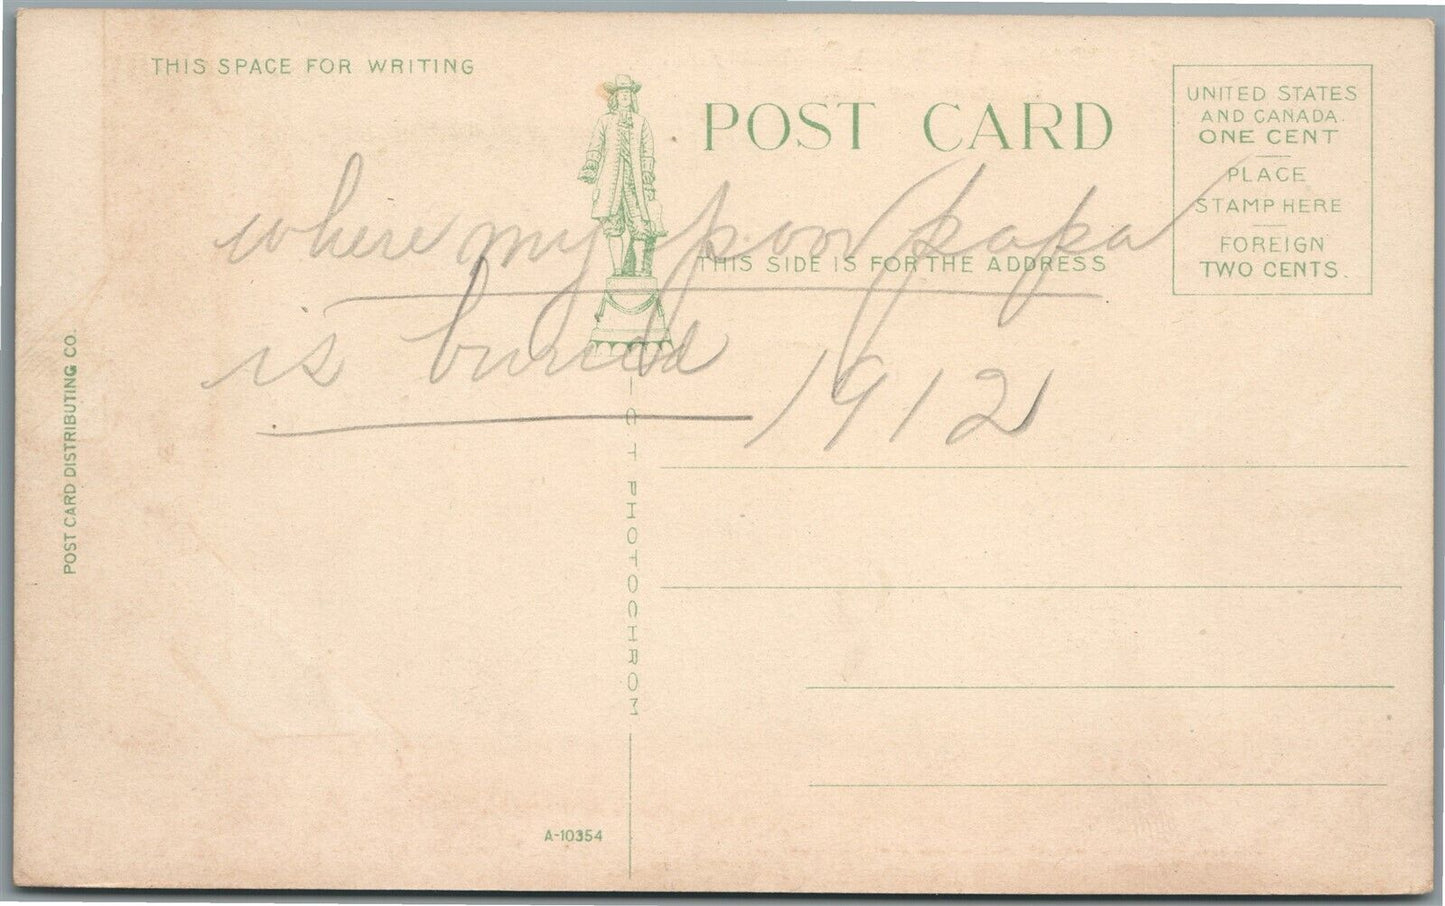 THIS SPACE FOR WRITING
POST CARD
UNITED STATES
AND CANADA.
ONE CENT
PLACE
STAMP HERE
FOREIGN
TWO CENTS.
THIS SIDE IS FOR THE ADDRESS
where my poor papa
is buried 1912
POST CARD DISTRIBUTING CO.
C T PHOTOCHROM
A-10354